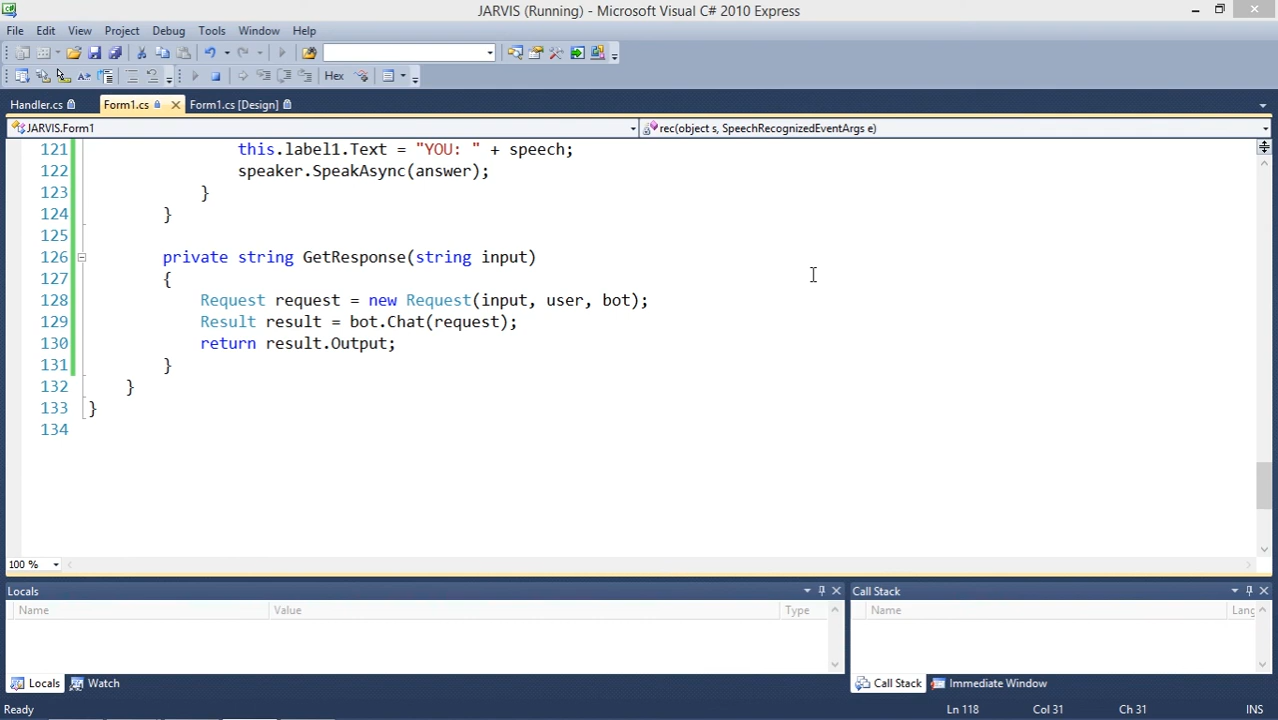 JARVIS (Running) - Microsoft Visual C# 2010 Express
File Edit View Project Debug Tools Window Help
Hex
Handler.cs Form1.cs Form1.cs [Design]
JARVIS.Form1 rec(object s, SpeechRecognizedEventArgs e)
121 this.label1.Text = "YOU: " + speech;
122 speaker.SpeakAsync(answer);
123 }
124 }
125
126 private string GetResponse(string input)
127 {
128 Request request = new Request(input, user, bot);
129 Result result = bot.Chat(request);
130 return result.Output;
131 }
132 }
133 }
134
100 %
Locals Call Stack
Name Value Type Name Lang
Locals Watch Call Stack Immediate Window
Ready Ln 118 Col 31 Ch 31 INS